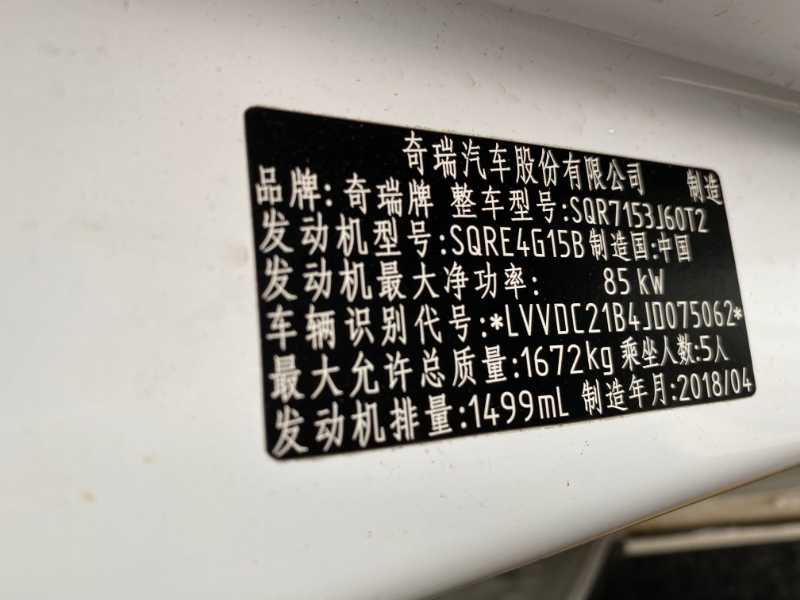 奇瑞汽车股份有限公司 制造
品牌:奇瑞牌 整车型号:SQR7153J60T2
发动机型号:SQRE4G15B 制造国:中国
发动机最大净功率: 85 kW
车辆识别代号:*LVVDC21B4JD075062*
最大允许总质量:1672kg 乘坐人数:5人
发动机排量:1499mL 制造年月:2018/04